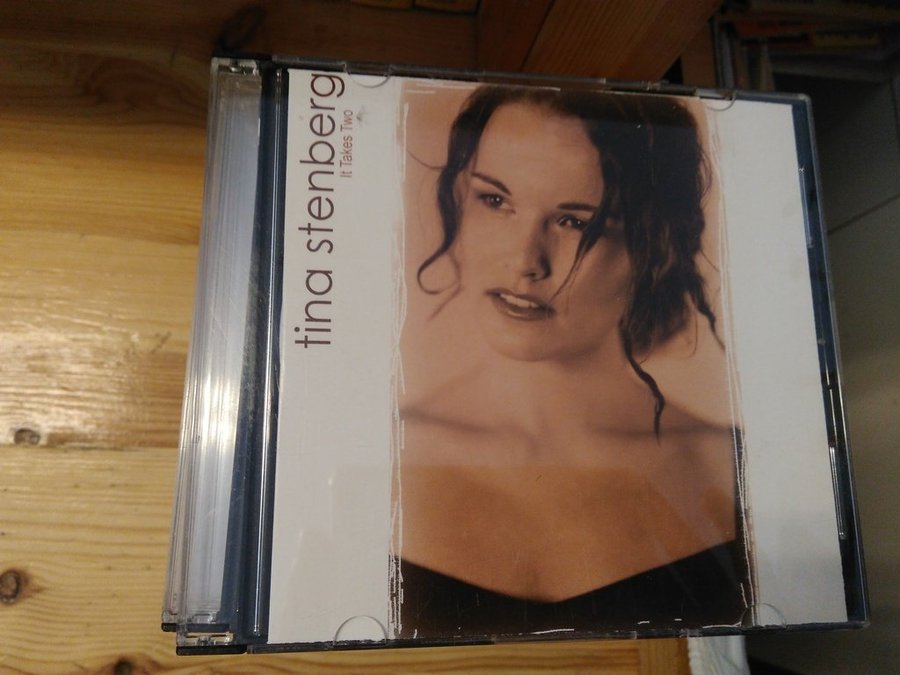 tina stenberg
It Takes Two